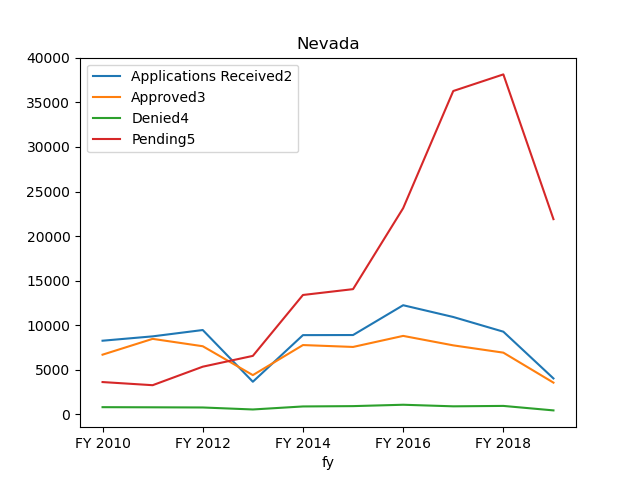 Nevada
40000
35000
30000
25000
20000
15000
10000
5000
0
Applications Received2
Approved3
Denied4
Pending5
FY 2010 FY 2012 FY 2014 FY 2016 FY 2018
fy